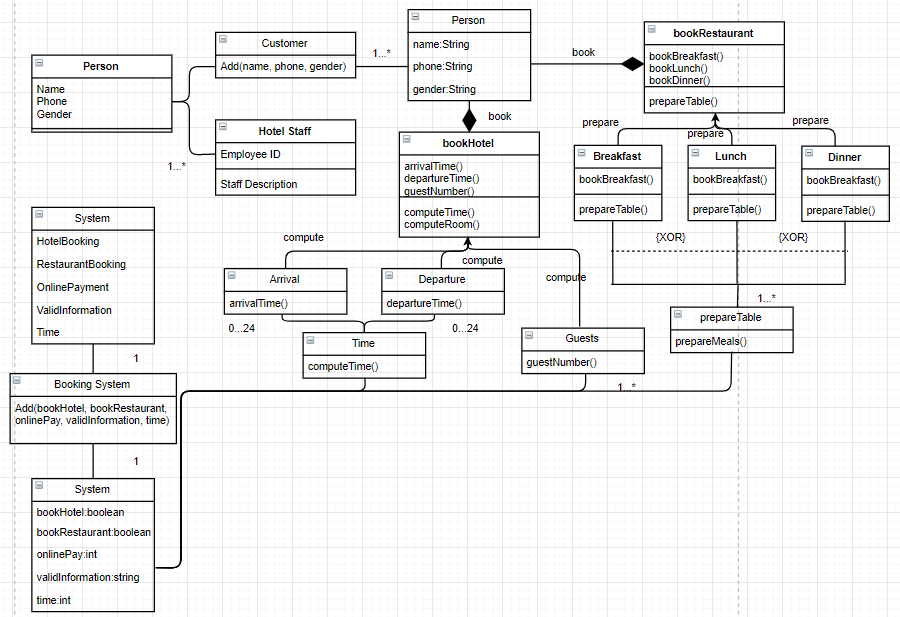 Person
Name
Phone
Gender
Customer
Add(name, phone, gender)
1...*
Hotel Staff
Employee ID
Staff Description
1...*
Person
name:String
phone:String
gender:String
book
book
bookRestaurant
bookBreakfast()
bookLunch()
bookDinner()
prepareTable()
bookHotel
arrivalTime()
departureTime()
guestNumber()
computeTime()
computeRoom()
prepare
prepare
prepare
Breakfast
bookBreakfast()
prepareTable()
Lunch
bookBreakfast()
prepareTable()
Dinner
bookBreakfast()
prepareTable()
{XOR}
{XOR}
1...*
prepareTable
prepareMeals()
compute
compute
compute
Arrival
arrivalTime()
Departure
departureTime()
0...24
0...24
Time
computeTime()
Guests
guestNumber()
1...*
System
HotelBooking
RestaurantBooking
OnlinePayment
ValidInformation
Time
1
Booking System
Add(bookHotel, bookRestaurant,
onlinePay, validInformation, time)
1
System
bookHotel:boolean
bookRestaurant:boolean
onlinePay:int
validInformation:string
time:int